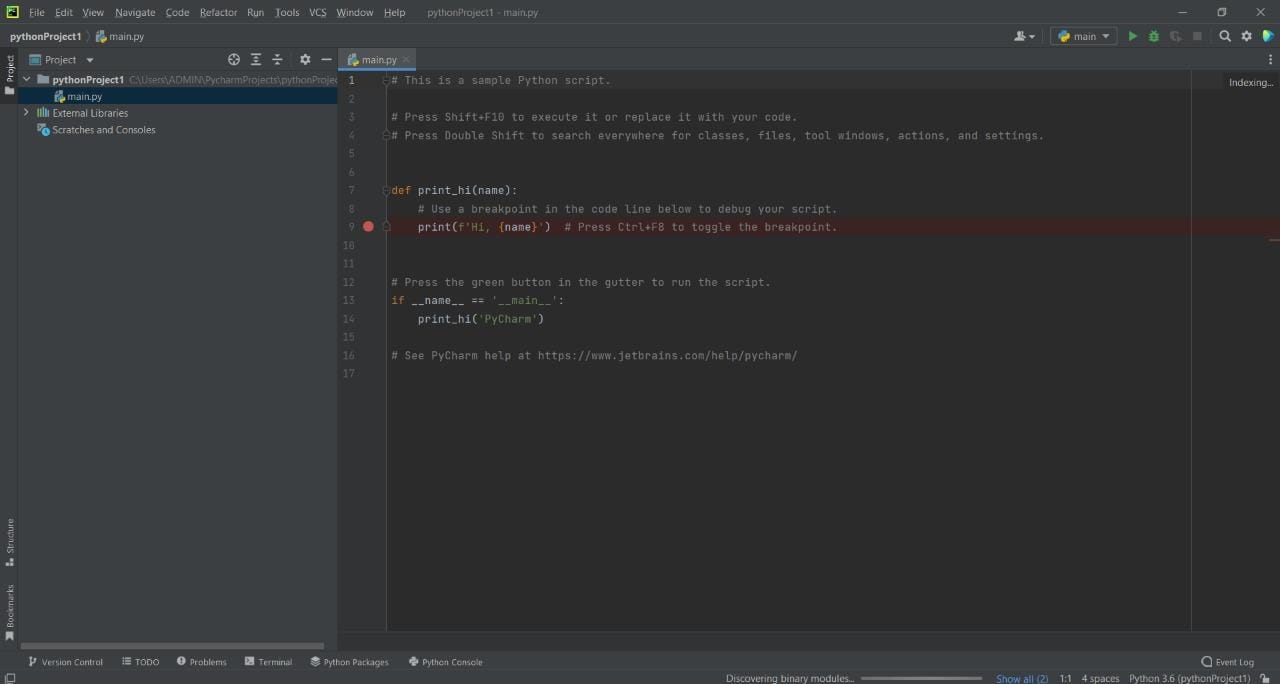 File Edit View Navigate Code Refactor Run Tools VCS Window Help pythonProject1 - main.py
pythonProject1 main.py main
Project main.py
1 # This is a sample Python script.
Indexing...
pythonProject1 C:\Users\ADMIN\PycharmProjects\pythonProjec
main.py
External Libraries
Scratches and Consoles
2
3 # Press Shift+F10 to execute it or replace it with your code.
4 # Press Double Shift to search everywhere for classes, files, tool windows, actions, and settings.
5
6
7 def print_hi(name):
8 # Use a breakpoint in the code line below to debug your script.
9 print(f'Hi, {name}') # Press Ctrl+F8 to toggle the breakpoint.
10
11
12 # Press the green button in the gutter to run the script.
13 if __name__ == '__main__':
14 print_hi('PyCharm')
15
16 # See PyCharm help at https://www.jetbrains.com/help/pycharm/
17
Project
Structure
Bookmarks
Version Control TODO Problems Terminal Python Packages Python Console Event Log
Discovering binary modules... Show all (2) 1:1 4 spaces Python 3.6 (pythonProject1)